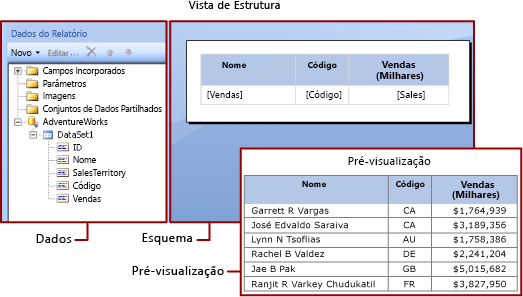 Vista de Estrutura
Dados do Relatório
Novo Editar ...
Campos Incorporados
Parâmetros
Imagens
Conjuntos de Dados Partilhados
AdventureWorks
DataSet1
ID
Nome
SalesTerritory
Código
Vendas
Nome Código Vendas
(Milhares)
[Vendas] [Código] [Sales]
Dados
Esquema
Pré-visualização
Pré-visualização
Nome Código Vendas
(Milhares)
Garrett R Vargas CA $1,764,939
José Edvaldo Saraiva CA $3,189,356
Lynn N Tsoflias AU $1,758,386
Rachel B Valdez DE $2,241,204
Jae B Pak GB $5,015,682
Ranjit R Varkey Chudukatil FR $3,827,950